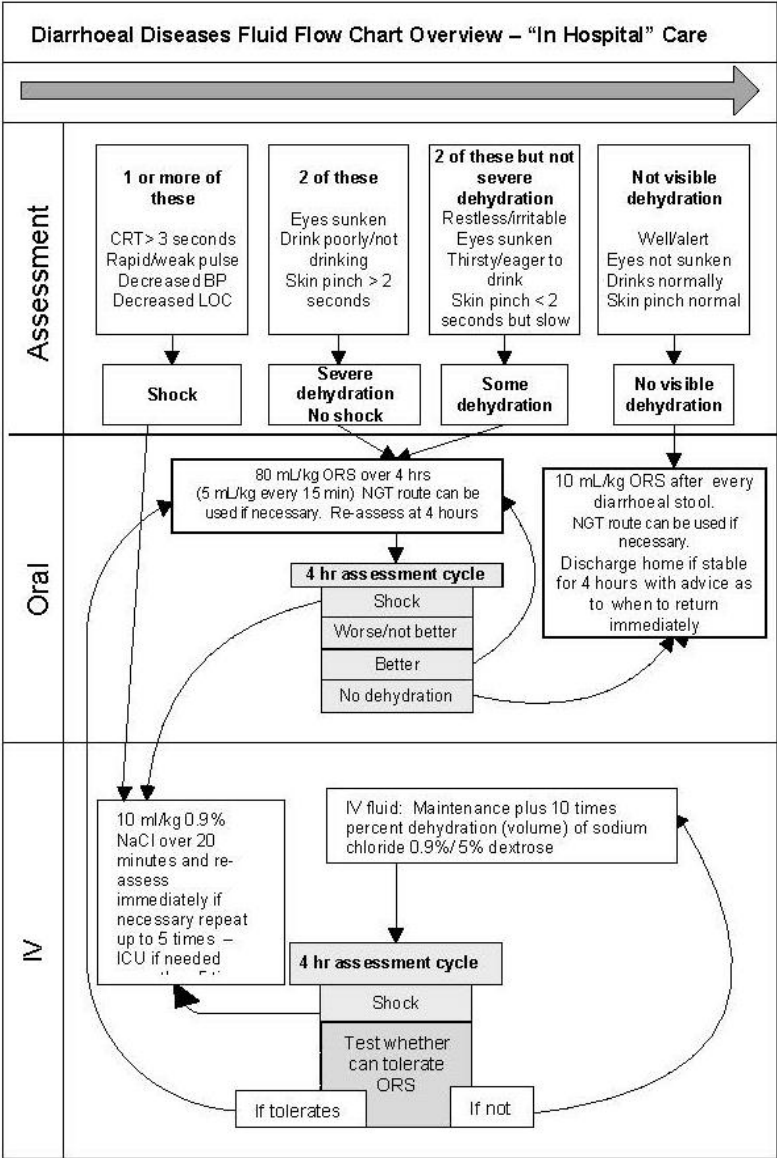 Diarrhoeal Diseases Fluid Flow Chart Overview – “In Hospital” Care
Assessment
1 or more of
these
CRT> 3 seconds
Rapid/weak pulse
Decreased BP
Decreased LOC
2 of these
Eyes sunken
Drink poorly/not
drinking
Skin pinch > 2
seconds
2 of these but not
severe
dehydration
Restless/irritable
Eyes sunken
Thirsty/eager to
drink
Skin pinch < 2
seconds but slow
Not visible
dehydration
Well/alert
Eyes not sunken
Drinks normally
Skin pinch normal
Shock
Severe
dehydration
No shock
Some
dehydration
No visible
dehydration
Oral
80 mL/kg ORS over 4 hrs
(5 mL/kg every 15 min) NGT route can be
used if necessary. Re-assess at 4 hours
10 mL/kg ORS after every
diarrhoeal stool.
NGT route can be used if
necessary.
Discharge home if stable
for 4 hours with advice as
to when to return
immediately
4 hr assessment cycle
Shock
Worse/not better
Better
No dehydration
IV
10 ml/kg 0.9%
NaCl over 20
minutes and re-
assess
immediately if
necessary repeat
up to 5 times –
ICU if needed
IV fluid: Maintenance plus 10 times
percent dehydration (volume) of sodium
chloride 0.9%/5% dextrose
4 hr assessment cycle
Shock
Test whether
can tolerate
ORS
If tolerates
If not